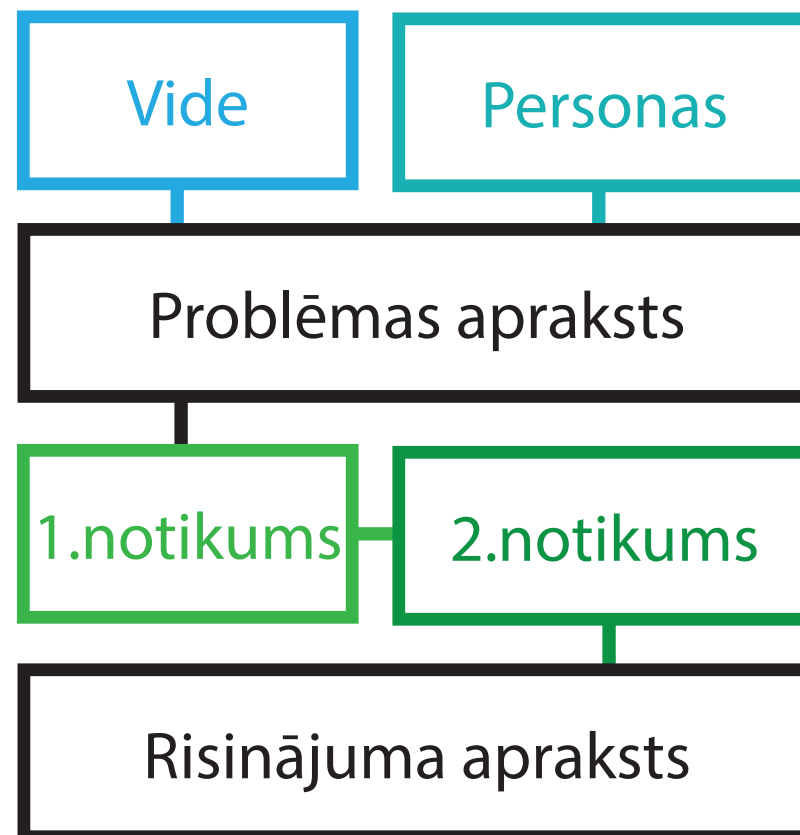 Vide
Personas
Problēmas apraksts
1.notikums
2.notikums
Risinājuma apraksts